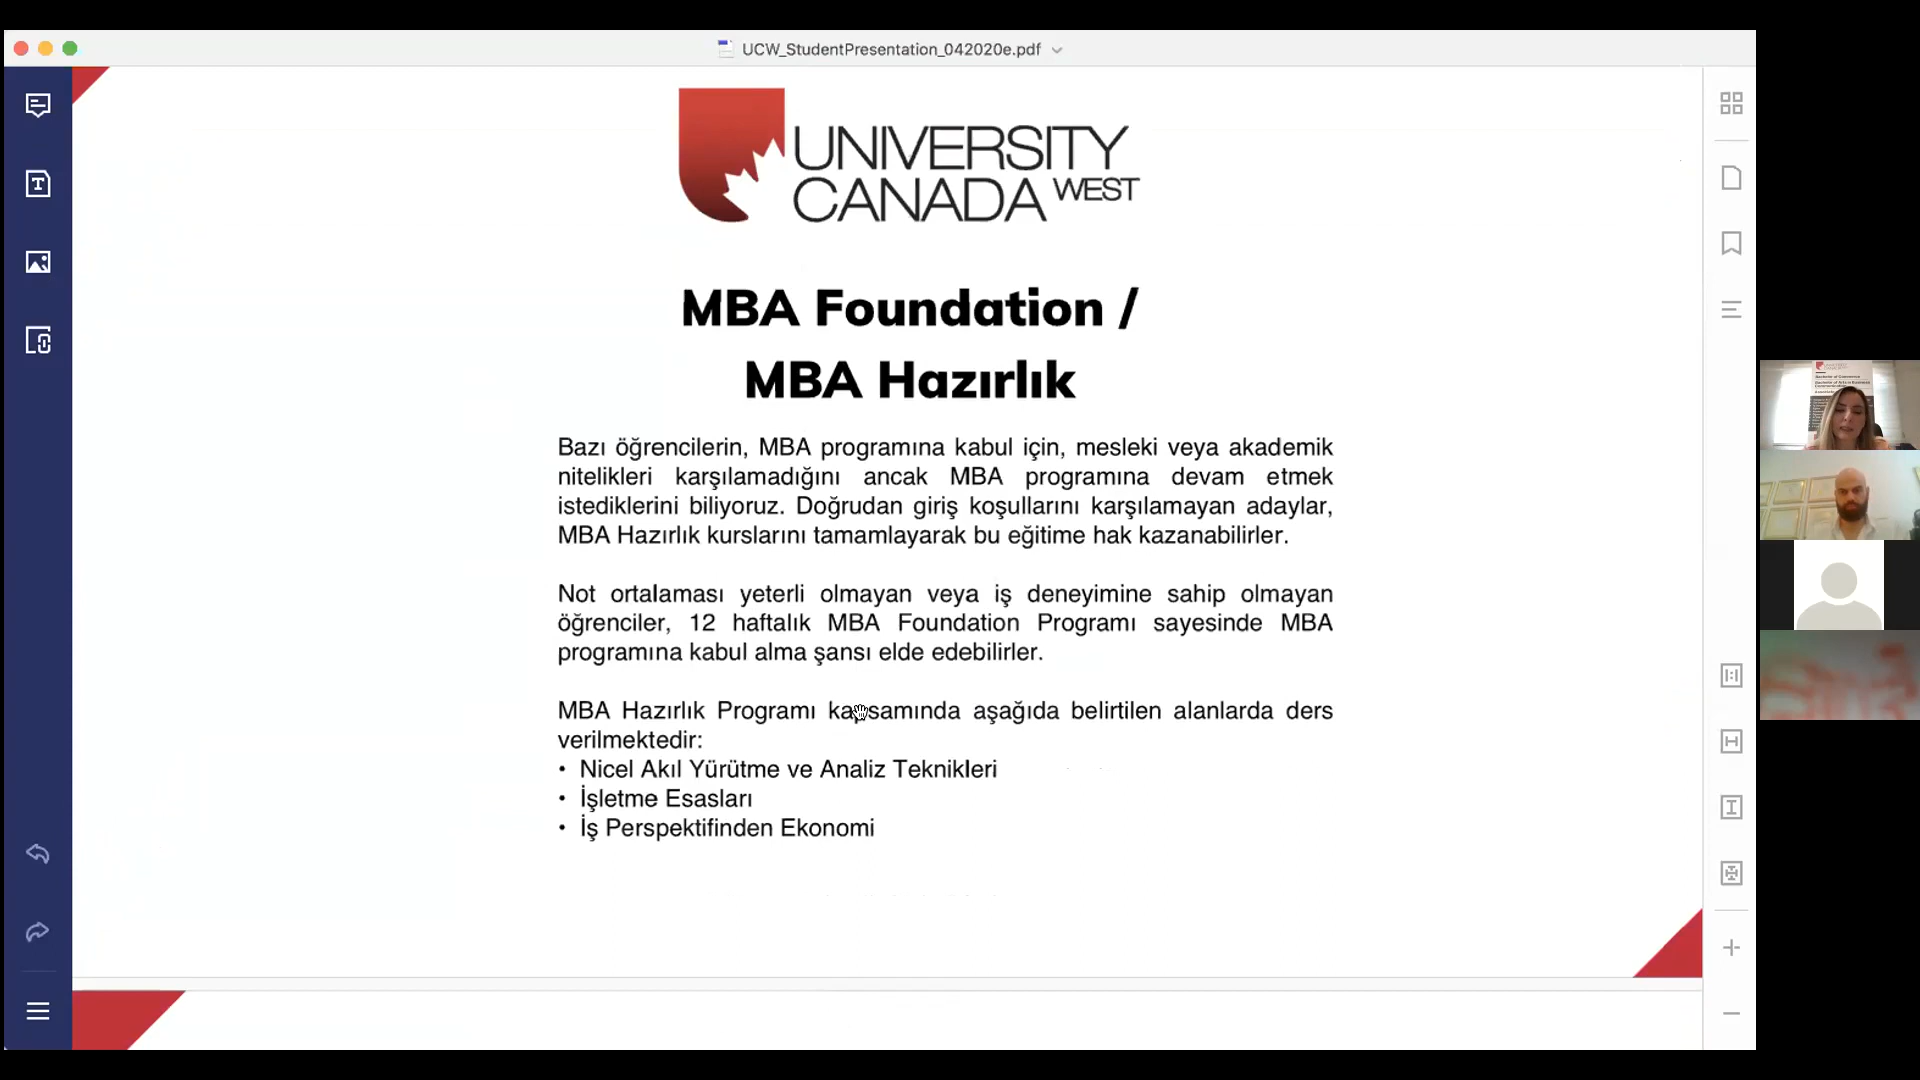 UCW_StudentPresentation_042020e.pdf
UNIVERSITY
CANADA WEST
MBA Foundation /
MBA Hazırlık
Bazı öğrencilerin, MBA programına kabul için, mesleki veya akademik
nitelikleri karşılamadığını ancak MBA programına devam etmek
istediklerini biliyoruz. Doğrudan giriş koşullarını karşılamayan adaylar,
MBA Hazırlık kurslarını tamamlayarak bu eğitime hak kazanabilirler.
Not ortalaması yeterli olmayan veya iş deneyimine sahip olmayan
öğrenciler, 12 haftalık MBA Foundation Programı sayesinde MBA
programına kabul alma şansı elde edebilirler.
MBA Hazırlık Programı kapsamında aşağıda belirtilen alanlarda ders
verilmektedir:
• Nicel Akıl Yürütme ve Analiz Teknikleri
• İşletme Esasları
• İş Perspektifinden Ekonomi